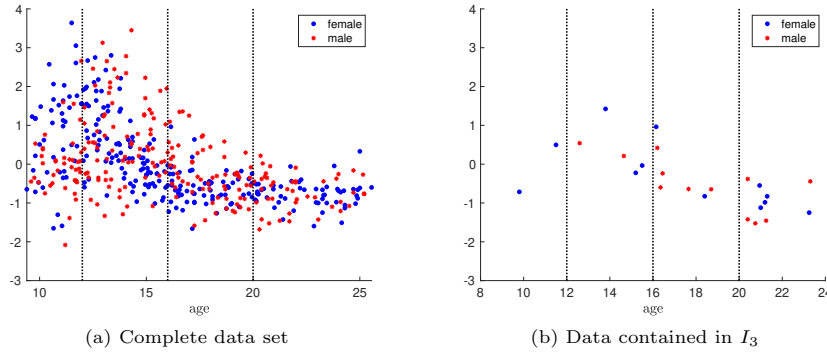 4
3
2
1
0
-1
-2
-3
10 15 20 25
age
female
male
(a) Complete data set
4
3
2
1
0
-1
-2
-3
8 10 12 14 16 18 20 22 24
age
female
male
(b) Data contained in I3